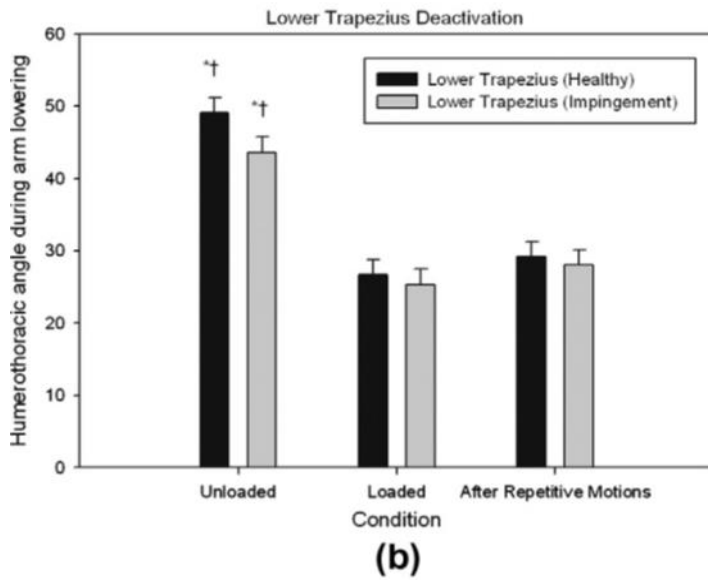 Lower Trapezius Deactivation
Humerothoracic angle during arm lowering
60
50
40
30
20
10
0
*†
*†
Lower Trapezius (Healthy)
Lower Trapezius (Impingement)
Unloaded
Loaded
After Repetitive Motions
Condition
(b)